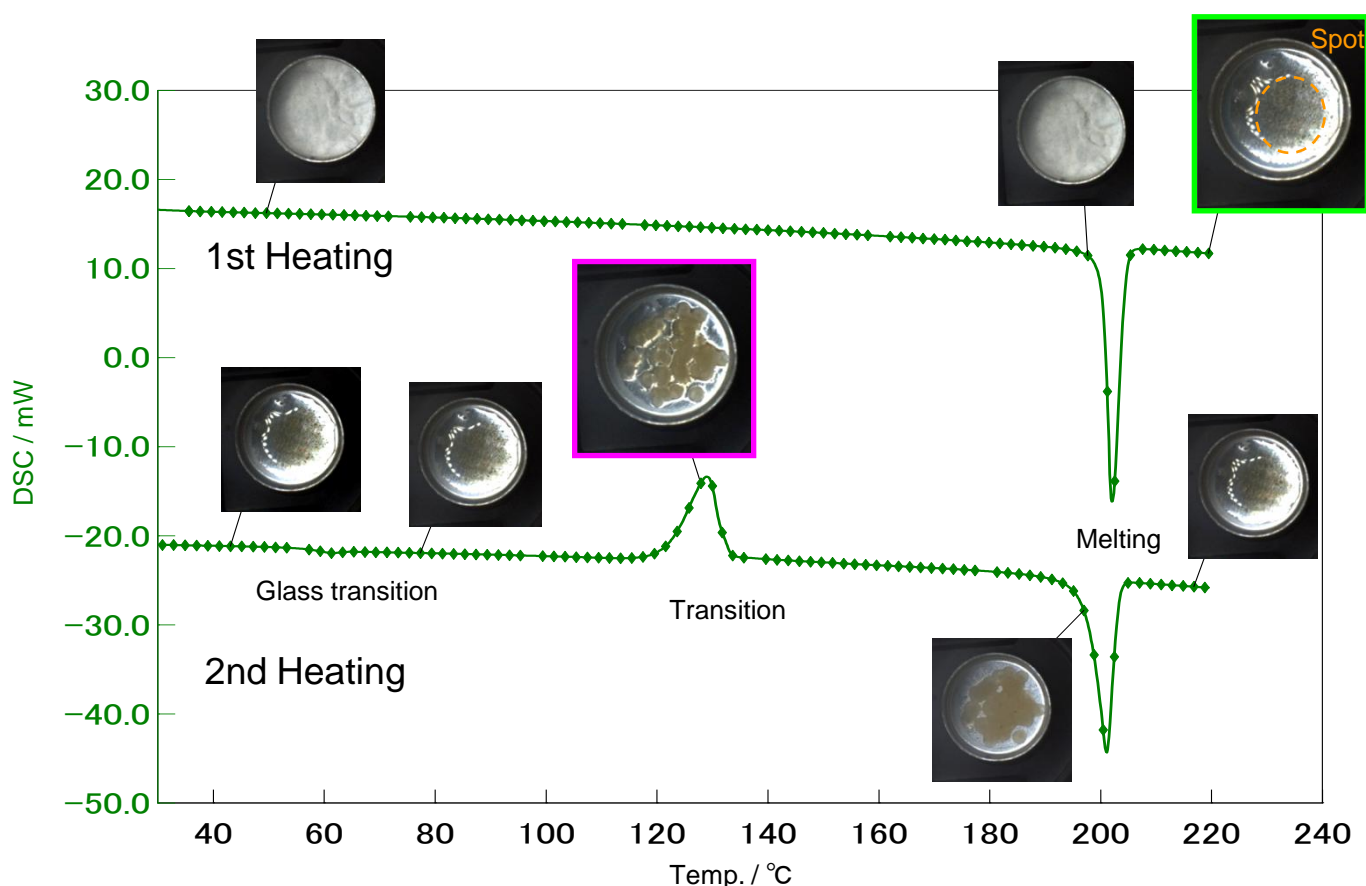 Spot
30.0
20.0
1st Heating
10.0
0.0
DSC / mW
−10.0
−20.0
Melting
Glass transition
Transition
−30.0
2nd Heating
−40.0
−50.0
40 60 80 100 120 140 160 180 200 220 240
Temp. / °C